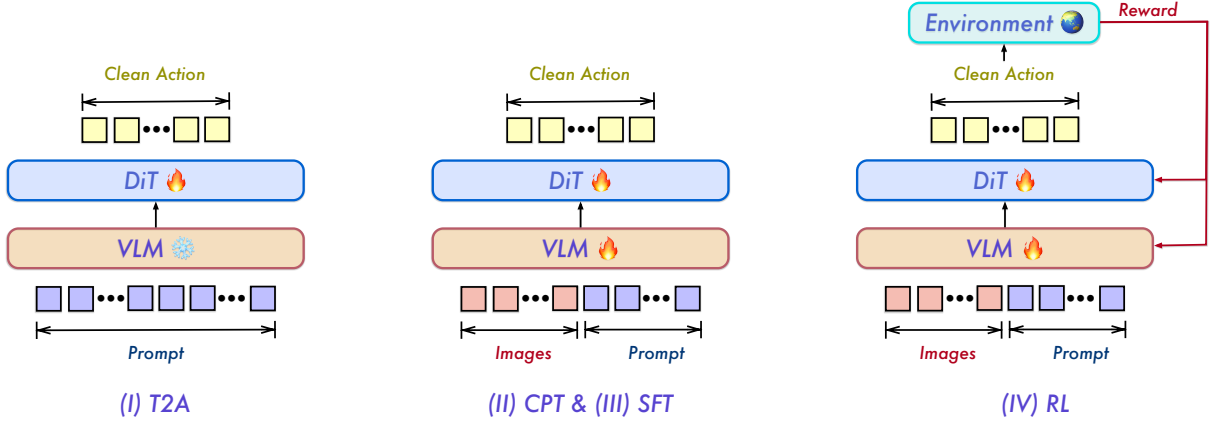 Environment
Reward
Clean Action
Clean Action
Clean Action
DiT
DiT
DiT
VLM
VLM
VLM
Prompt
Images
Prompt
Images
Prompt
(I) T2A
(II) CPT & (III) SFT
(IV) RL